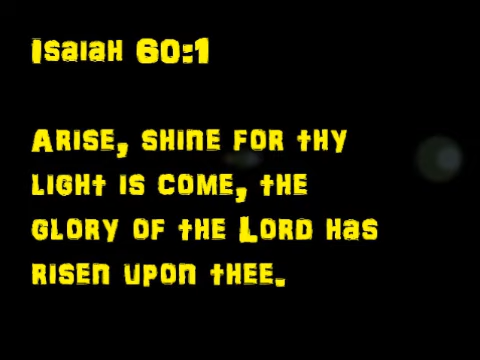 Isaiah 60:1
Arise, shine for thy
light is come, the
glory of the Lord has
risen upon thee.